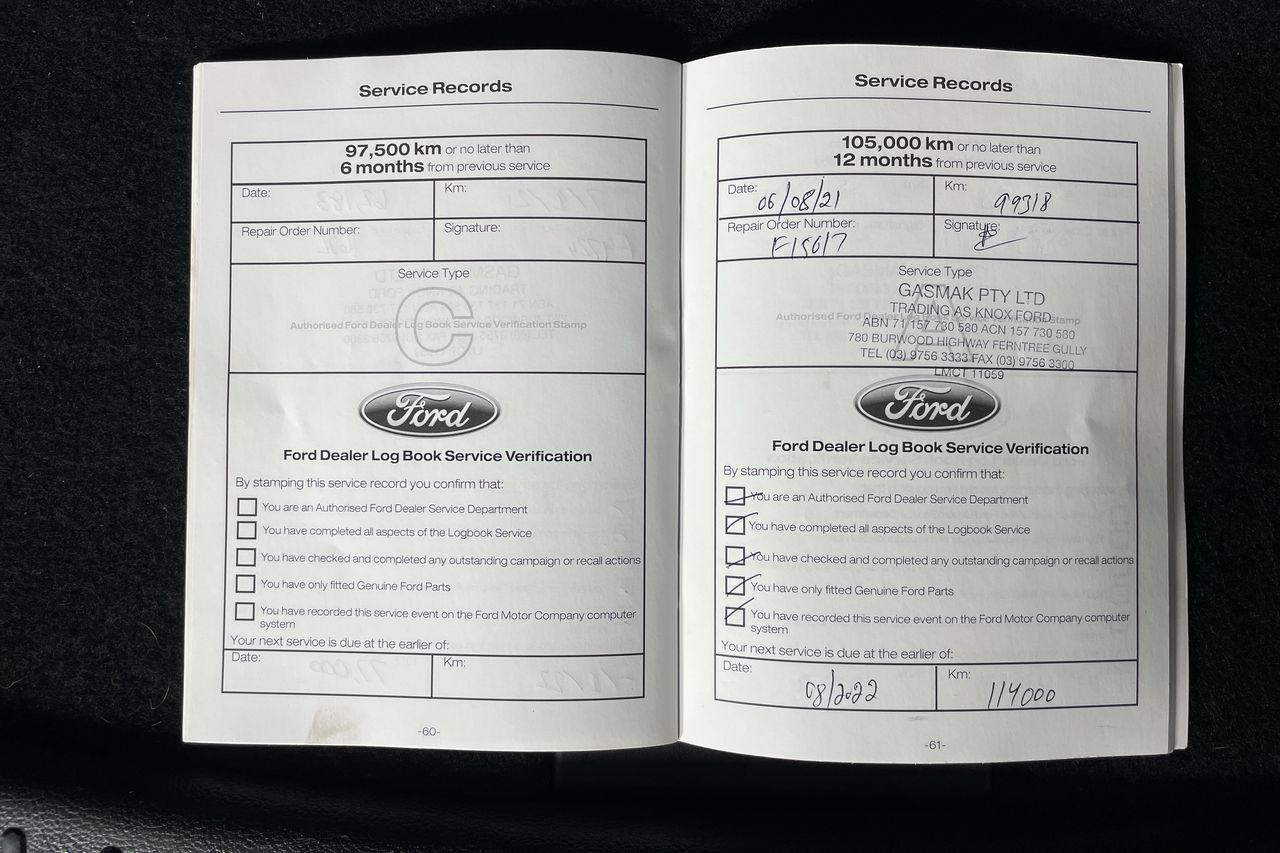 Service Records
97,500 km or no later than
6 months from previous service
Date:
Km:
Repair Order Number:
Signature:
Service Type
C
Authorised Ford Dealer Log Book Service Verification Stamp
Ford
Ford Dealer Log Book Service Verification
By stamping this service record you confirm that:
You are an Authorised Ford Dealer Service Department
You have completed all aspects of the Logbook Service
You have checked and completed any outstanding campaign or recall actions
You have only fitted Genuine Ford Parts
You have recorded this service event on the Ford Motor Company computer
system
Your next service is due at the earlier of:
Date:
Km:
-60-
Service Records
105,000 km or no later than
12 months from previous service
Date: 06/08/21
Km: 99318
Repair Order Number:
F15617
Signature:
Service Type
A
GASMAK PTY LTD
TRADING AS KNOX FORD
Authorised Ford Dealer Log Book Service Verification Stamp
ABN 71 157 730 580 ACN 157 730 580
780 BURWOOD HIGHWAY FERNTREE GULLY
TEL (03) 9756 3333 FAX (03) 9756 3300
LMCT 11059
Ford
Ford Dealer Log Book Service Verification
By stamping this service record you confirm that:
You are an Authorised Ford Dealer Service Department
You have completed all aspects of the Logbook Service
You have checked and completed any outstanding campaign or recall actions
You have only fitted Genuine Ford Parts
You have recorded this service event on the Ford Motor Company computer
system
Your next service is due at the earlier of:
Date: 08/2022
Km: 114000
-61-